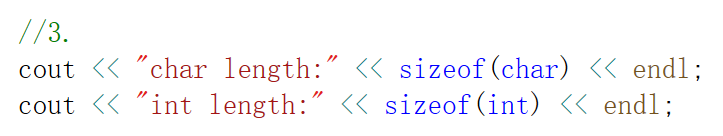 //3.
cout << "char length:" << sizeof(char) << endl;
cout << "int length:" << sizeof(int) << endl;